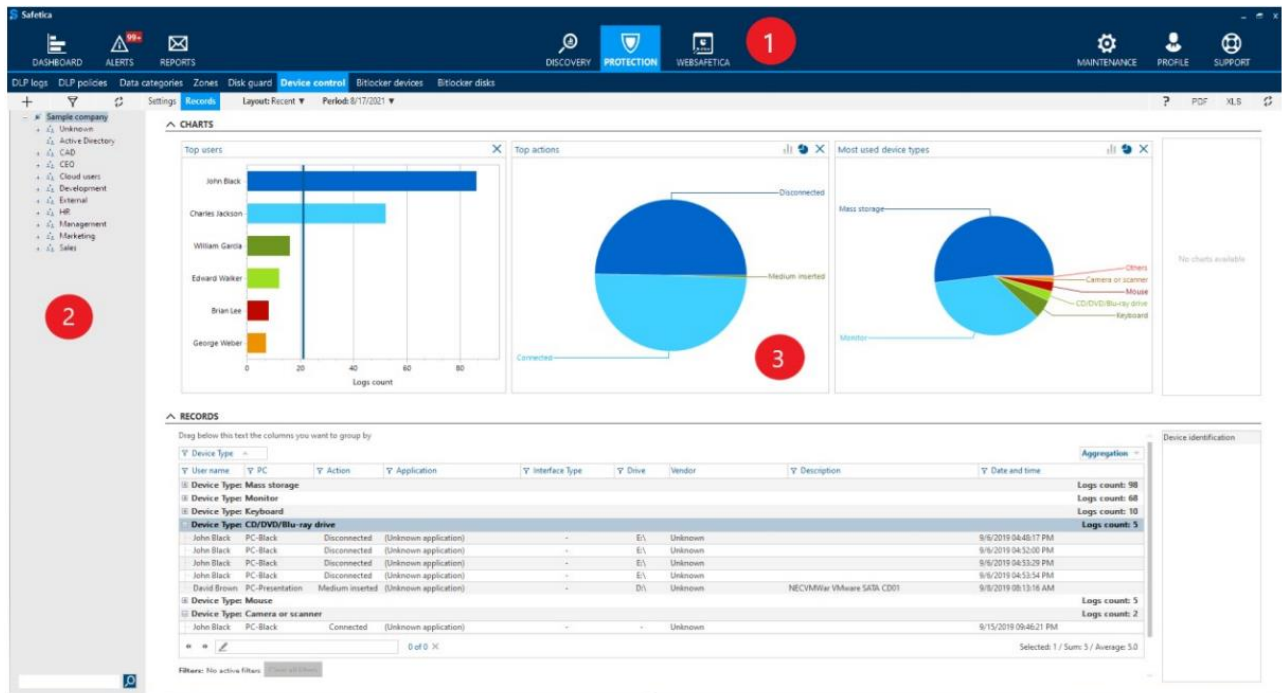 Safetica
99+
DASHBOARD ALERTS REPORTS DISCOVERY PROTECTION WEBSAFETICA 1 MAINTENANCE PROFILE SUPPORT
DLP logs DLP policies Data categories Zones Disk guard Device control Bitlocker devices Bitlocker disks
Settings Records Layout: Recent Period: 8/17/2021 ? PDF XLS
Sample company
Unknown
Active Directory
CAD
CEO
Cloud users
Development
External
HR
Management
Marketing
Sales
2
CHARTS
Top users
John Black
Charles Jackson
William Garcia
Edward Walker
Brian Lee
George Weber
0 20 40 60 80
Logs count
Top actions
Disconnected
Medium inserted
Connected
3
Most used device types
Mass storage
Others
Camera or scanner
Mouse
CD/DVD/Blu-ray drive
Keyboard
Monitor
No charts available
RECORDS
Drag below this text the columns you want to group by
Device Type
Aggregation
User name PC Action Application Interface Type Drive Vendor Description Date and time
Device Type: Mass storage Logs count: 98
Device Type: Monitor Logs count: 68
Device Type: Keyboard Logs count: 10
Device Type: CD/DVD/Blu-ray drive Logs count: 5
John Black PC-Black Disconnected (Unknown application) - E:\ Unknown 9/6/2019 04:48:17 PM
John Black PC-Black Disconnected (Unknown application) - E:\ Unknown 9/6/2019 04:52:00 PM
John Black PC-Black Disconnected (Unknown application) - E:\ Unknown 9/6/2019 04:53:29 PM
John Black PC-Black Disconnected (Unknown application) - E:\ Unknown 9/6/2019 04:53:54 PM
David Brown PC-Presentation Medium inserted (Unknown application) - D:\ Unknown NECVMWar VMware SATA CD01 9/8/2019 08:13:16 AM
Device Type: Mouse Logs count: 5
Device Type: Camera or scanner Logs count: 2
John Black PC-Black Connected (Unknown application) - - Unknown 9/15/2019 09:46:21 PM
0 of 0 Selected: 1 / Sum: 5 / Average: 5.0
Filters: No active filters
Device identification